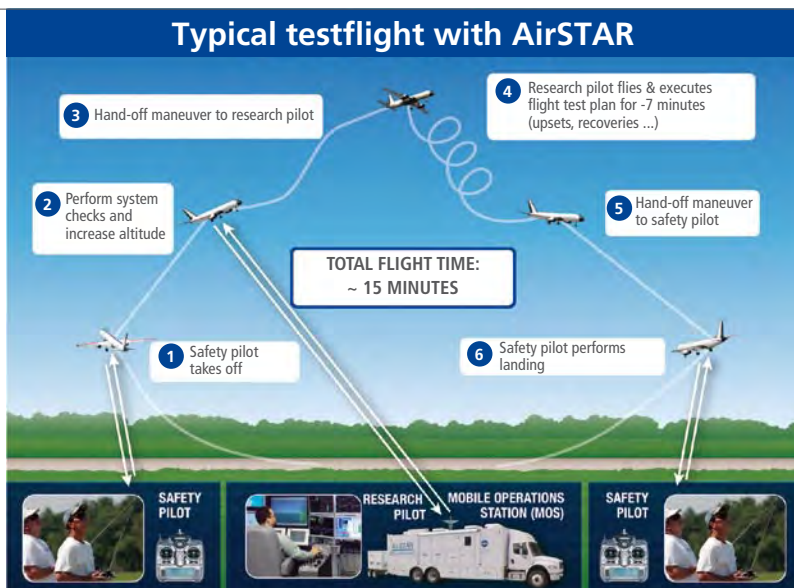 Typical testflight with AirSTAR
4
Research pilot flies & executes
flight test plan for -7 minutes
(upsets, recoveries ...)
3
Hand-off maneuver to research pilot
2
Perform system
checks and
increase altitude
5
Hand-off maneuver
to safety pilot
TOTAL FLIGHT TIME:
~ 15 MINUTES
1
Safety pilot
takes off
6
Safety pilot performs
landing
SAFETY
PILOT
RESEARCH
PILOT
MOBILE OPERATIONS
STATION (MOS)
SAFETY
PILOT